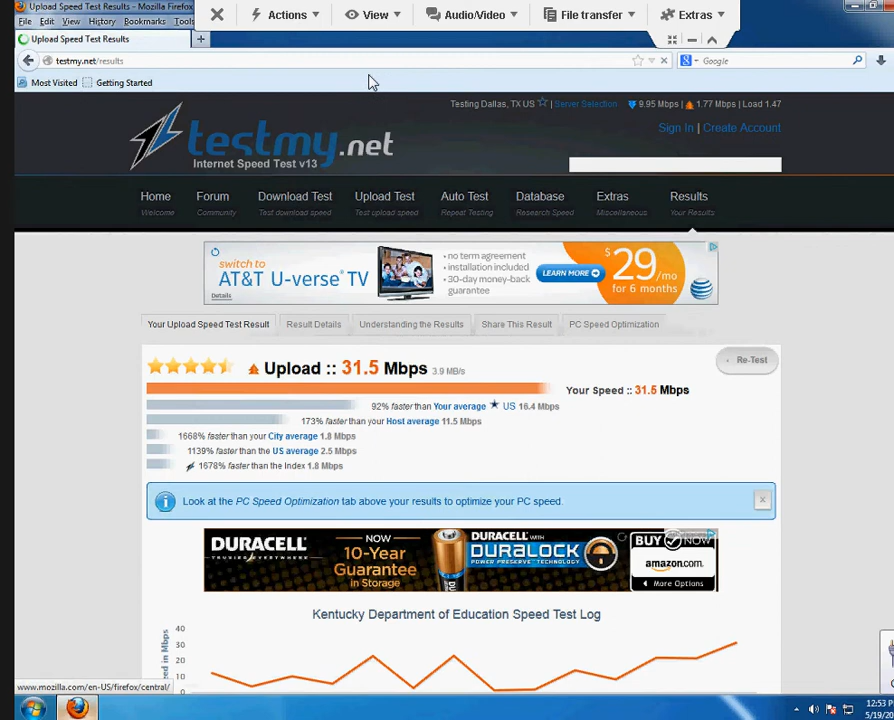 Upload Speed Test Results - Mozilla Firefox
Actions View Audio/Video File transfer Extras
File Edit View History Bookmarks Tools
Upload Speed Test Results
testmy.net/results
Google
Most Visited Getting Started
Testing Dallas, TX US Server Selection 9.95 Mbps | 1.77 Mbps | Load 1.47
testmy.net
Internet Speed Test v13
Sign In | Create Account
Home Forum Download Test Upload Test Auto Test Database Extras Results
Welcome Community Test download speed Test upload speed Repeat Testing Research Speed Miscellaneous Your Results
switch to
AT&T U-verse® TV
Details
• no term agreement
• installation included
• 30-day money-back
guarantee
LEARN MORE
$29/mo
for 6 months
at&t
Your Upload Speed Test Result Result Details Understanding the Results Share This Result PC Speed Optimization
Upload :: 31.5 Mbps 3.9 MB/s
Re-Test
Your Speed :: 31.5 Mbps
92% faster than Your average US 16.4 Mbps
173% faster than your Host average 11.5 Mbps
1668% faster than your City average 1.8 Mbps
1139% faster than the US average 2.5 Mbps
1678% faster than the Index 1.8 Mbps
Look at the PC Speed Optimization tab above your results to optimize your PC speed.
x
DURACELL
TRUSTED EVERYWHERE
NOW
10-Year
Guarantee
in Storage
DURACELL WITH
DURALOCK
POWER PRESERVE™ TECHNOLOGY
BUY NOW
amazon.com.
More Options
Kentucky Department of Education Speed Test Log
40
30
20
10
0
ed in Mbps
www.mozilla.com/en-US/firefox/central/
12:53 P
5/19/20